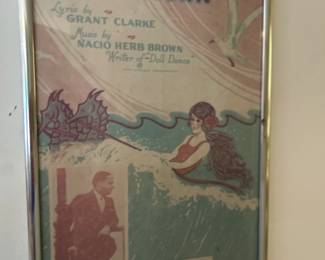 Lyric by
GRANT CLARKE
Music by
NACIO HERB BROWN
Writer of "Doll Dance"